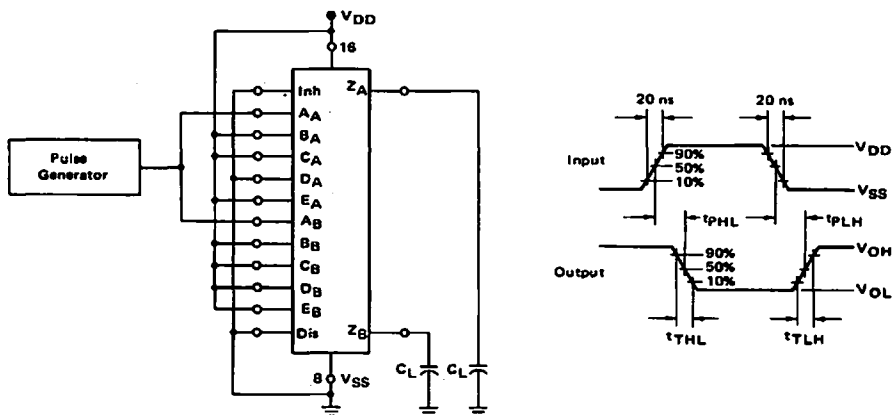 VDD
16
Inh
AA
BA
CA
DA
EA
AB
BB
CB
DB
EB
Dis
ZA
ZB
Pulse
Generator
CL
CL
8
VSS
20 ns
20 ns
Input
90%
50%
10%
VDD
VSS
tPHL
tPLH
Output
90%
50%
10%
VOH
VOL
tTHL
tTLH